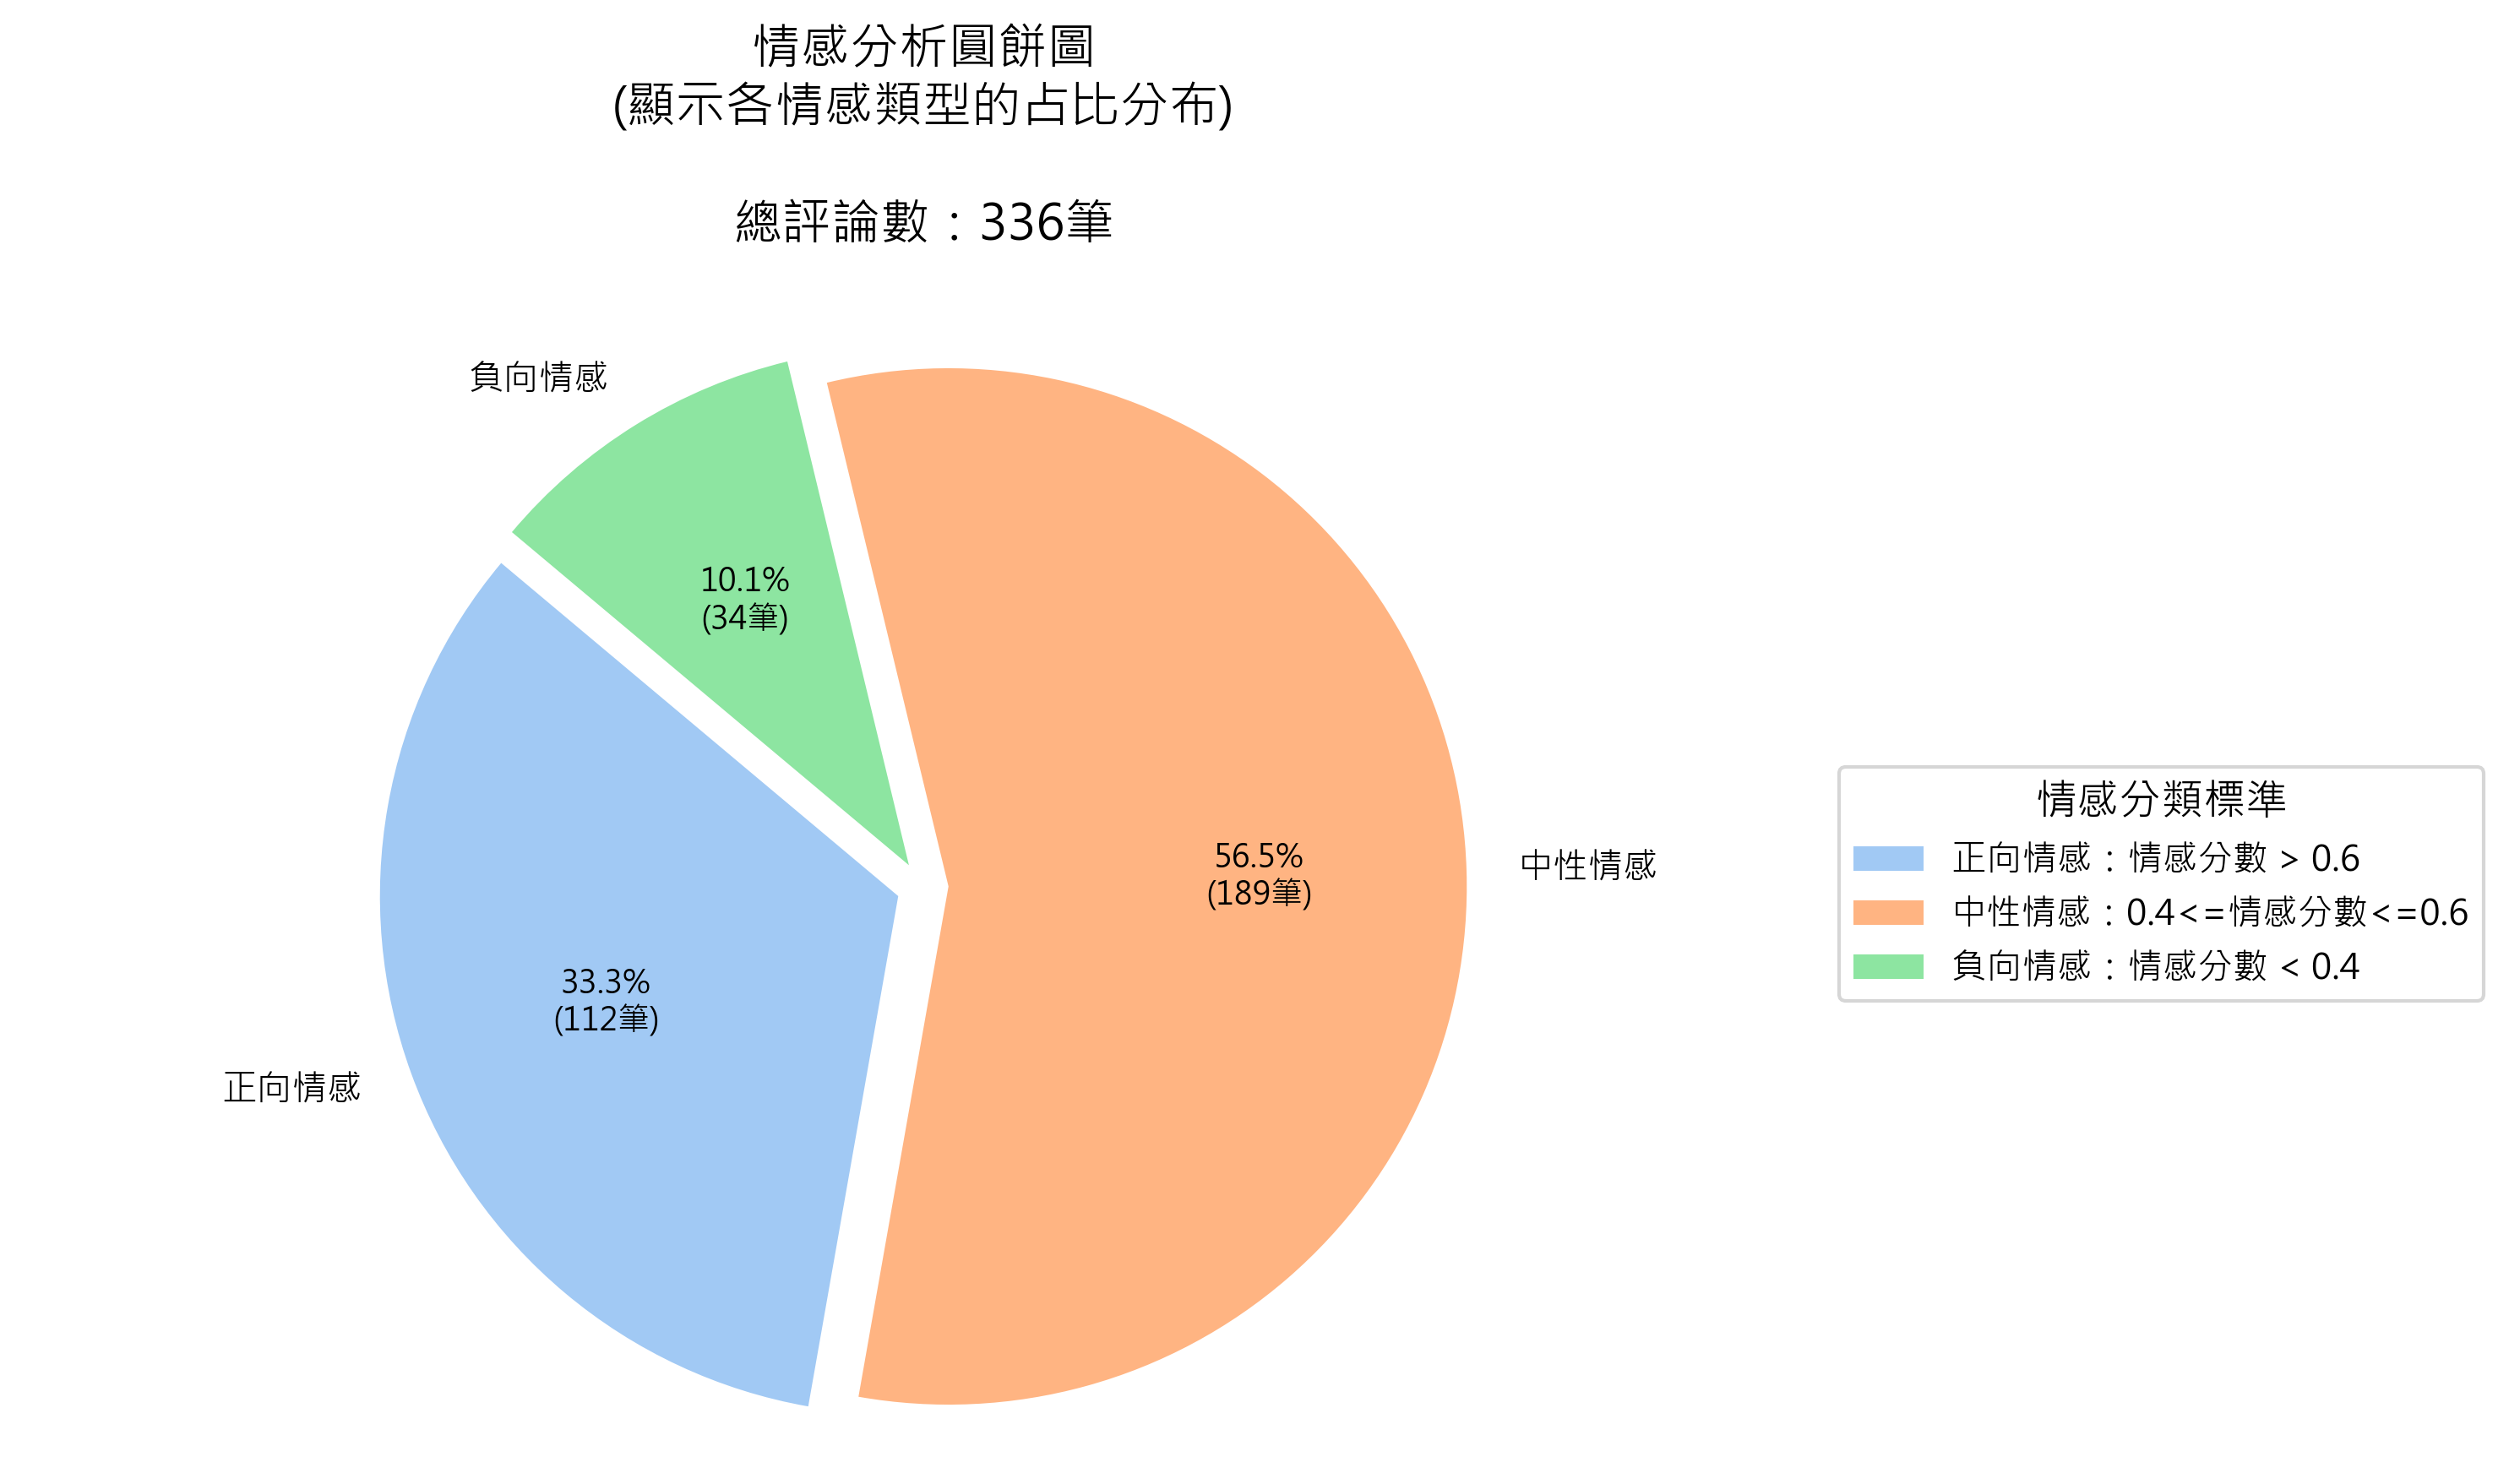 情感分析圓餅圖
(顯示各情感類型的占比分布)
總評論數：336筆
負向情感
10.1%
(34筆)
56.5%
(189筆)
中性情感
33.3%
(112筆)
正向情感
情感分類標準
正向情感：情感分數 > 0.6
中性情感：0.4<=情感分數<=0.6
負向情感：情感分數 < 0.4